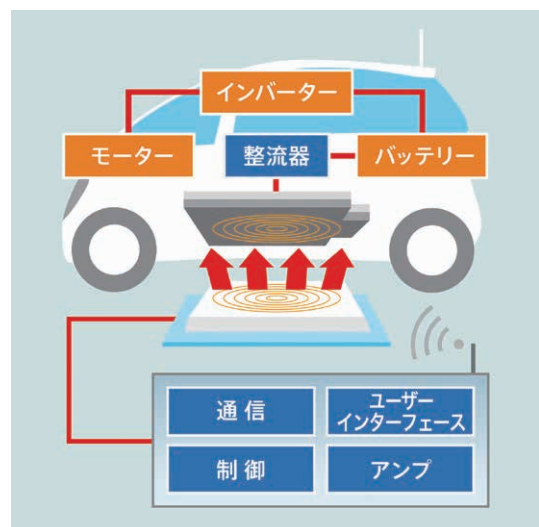 インバーター
モーター
整流器
バッテリー
通信
ユーザー
インターフェース
制御
アンプ